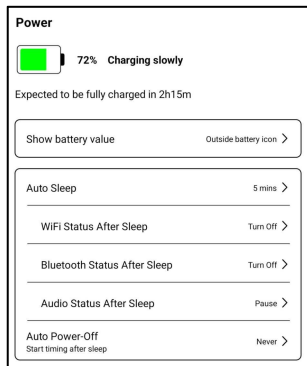 Power
72% Charging slowly
Expected to be fully charged in 2h15m
Show battery value Outside battery icon
Auto Sleep 5 mins
WiFi Status After Sleep Turn Off
Bluetooth Status After Sleep Turn Off
Audio Status After Sleep Pause
Auto Power-Off Never
Start timing after sleep